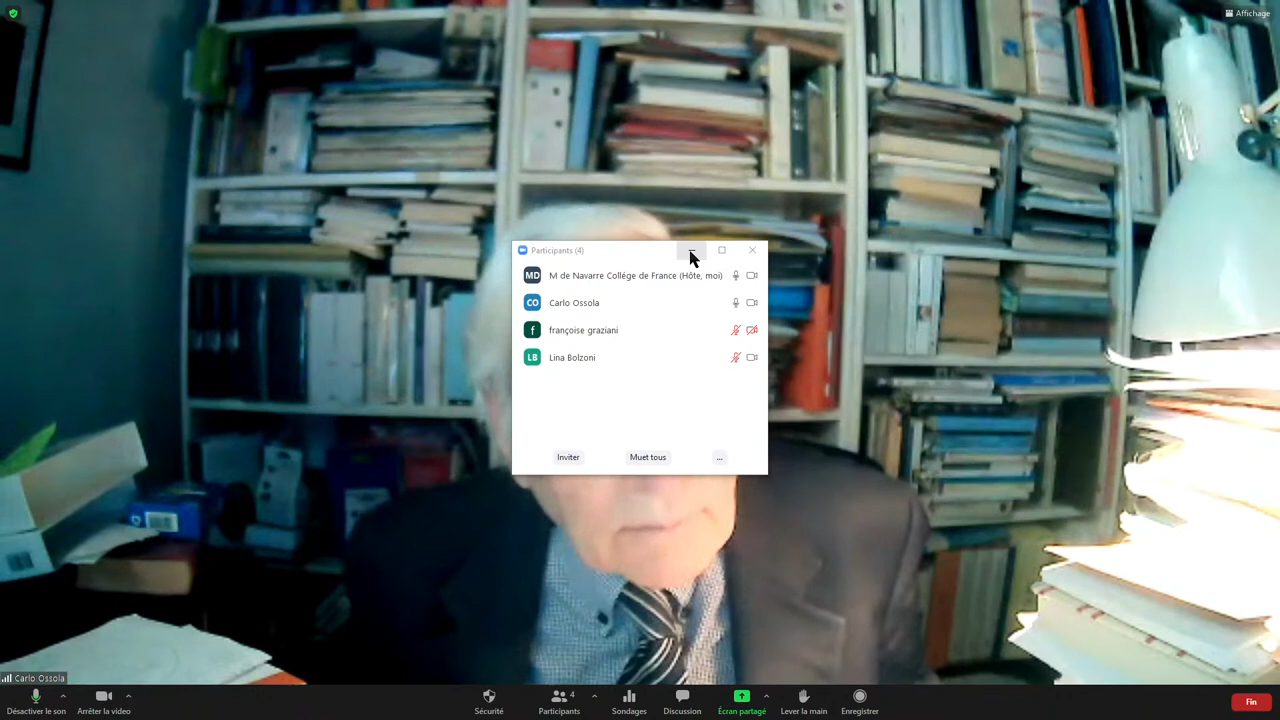 Affichage
Participants (4)
MD M de Navarre Collége de France (Hôte, moi)
CO Carlo Ossola
f françoise graziani
LB Lina Bolzoni
Inviter Muet tous ...
Carlo Ossola
4
Désactiver le son Arrêter la video Sécurité Participants Sondages Discussion Écran partagé Lever la main Enregistrer Fin